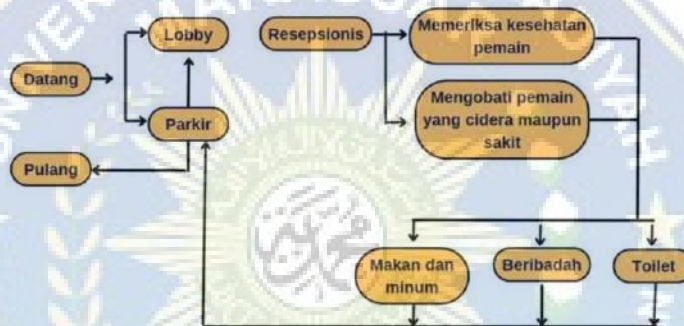 Lobby
Resepsionis
Memeriksa kesehatan
pemain
Datang
Parkir
Mengobati pemain
yang cidera maupun
sakit
Pulang
Makan dan
minum
Beribadah
Toilet